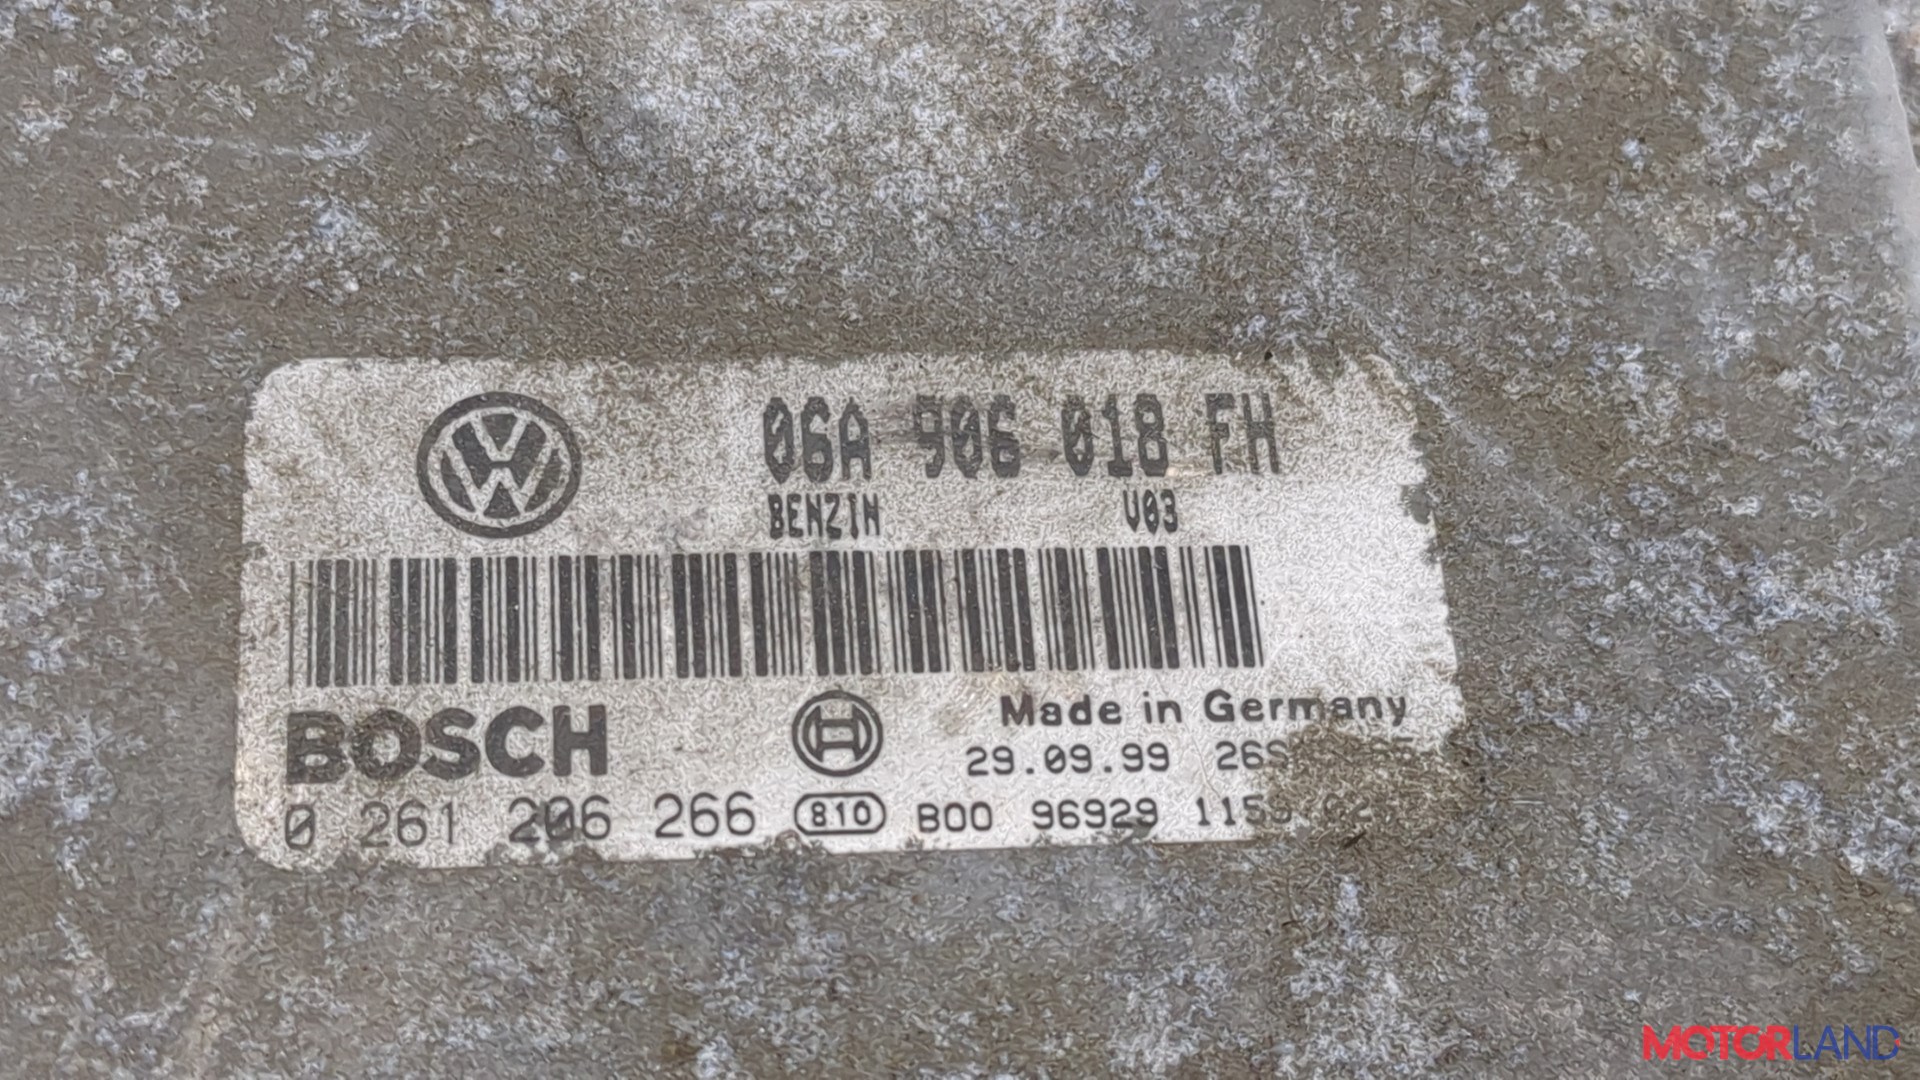 06A 906 018 FH
BENZIN V03
BOSCH
Made in Germany
29.09.99
0 261 206 266 810 B00 96929
MOTORLAND